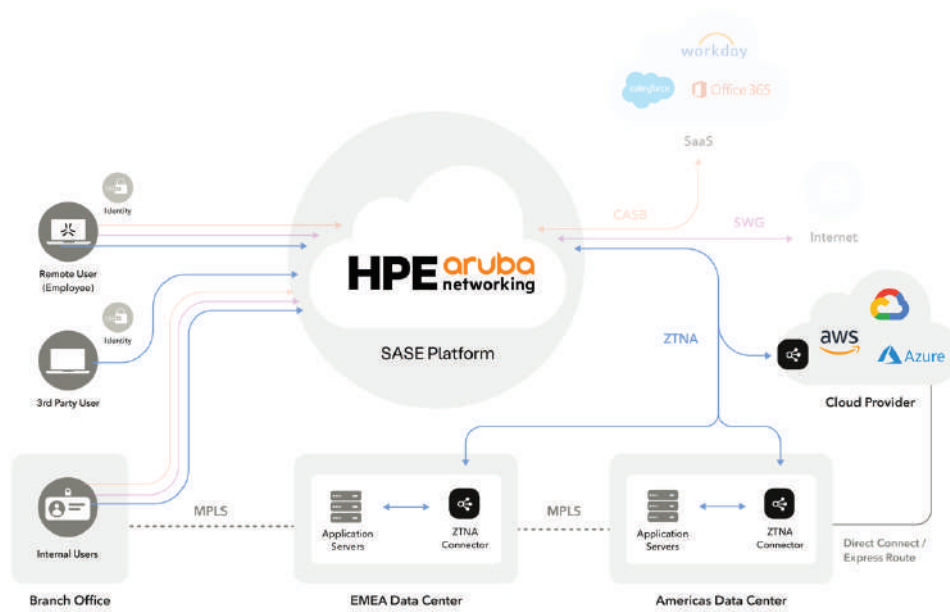 workday
salesforce
Office 365
SaaS
CASB
SWG
Internet
Identity
Remote User
(Employee)
HPE aruba
networking
SASE Platform
Identity
3rd Party User
ZTNA
aws
Azure
Cloud Provider
MPLS
MPLS
Internal Users
Application
Servers
ZTNA
Connector
Application
Servers
ZTNA
Connector
Direct Connect /
Express Route
Branch Office
EMEA Data Center
Americas Data Center